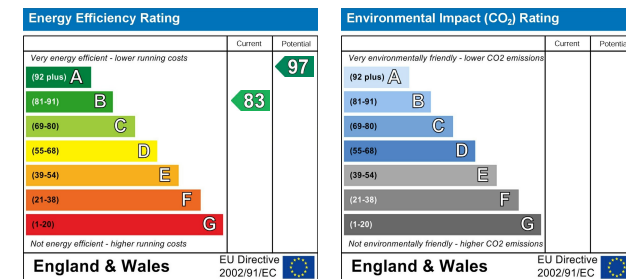 Energy Efficiency Rating
Current Potential
Very energy efficient - lower running costs
(92 plus) A
97
(81-91) B
83
(69-80) C
(55-68) D
(39-54) E
(21-38) F
(1-20) G
Not energy efficient - higher running costs
England & Wales
EU Directive
2002/91/EC
Environmental Impact (CO₂) Rating
Current Potential
Very environmentally friendly - lower CO2 emissions
(92 plus) A
(81-91) B
(69-80) C
(55-68) D
(39-54) E
(21-38) F
(1-20) G
Not environmentally friendly - higher CO2 emissions
England & Wales
EU Directive
2002/91/EC